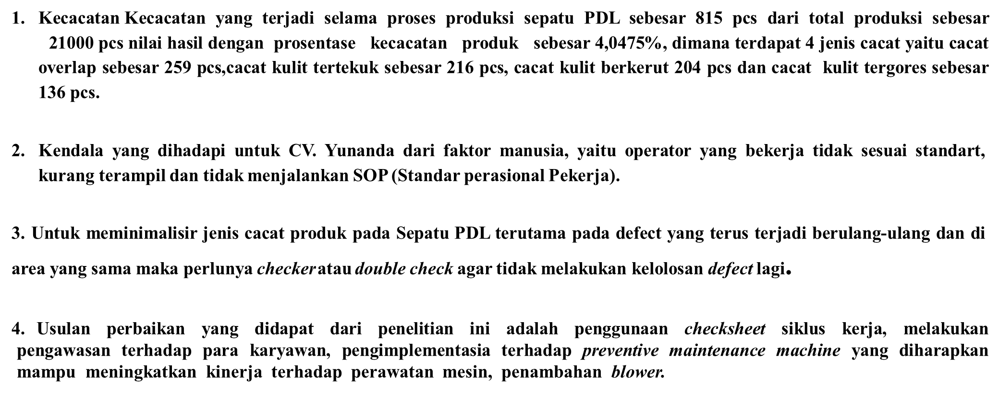 1. Kecacatan Kecacatan yang terjadi selama proses produksi sepatu PDL sebesar 815 pcs dari total produksi sebesar
21000 pcs nilai hasil dengan prosentase kecacatan produk sebesar 4,0475%, dimana terdapat 4 jenis cacat yaitu cacat
overlap sebesar 259 pcs,cacat kulit tertekuk sebesar 216 pcs, cacat kulit berkerut 204 pcs dan cacat kulit tergores sebesar
136 pcs.
2. Kendala yang dihadapi untuk CV. Yunanda dari faktor manusia, yaitu operator yang bekerja tidak sesuai standart,
kurang terampil dan tidak menjalankan SOP (Standar perasional Pekerja).
3. Untuk meminimalisir jenis cacat produk pada Sepatu PDL terutama pada defect yang terus terjadi berulang-ulang dan di
area yang sama maka perlunya checker atau double check agar tidak melakukan kelolosan defect lagi.
4. Usulan perbaikan yang didapat dari penelitian ini adalah penggunaan checksheet siklus kerja, melakukan
pengawasan terhadap para karyawan, pengimplementasia terhadap preventive maintenance machine yang diharapkan
mampu meningkatkan kinerja terhadap perawatan mesin, penambahan blower.